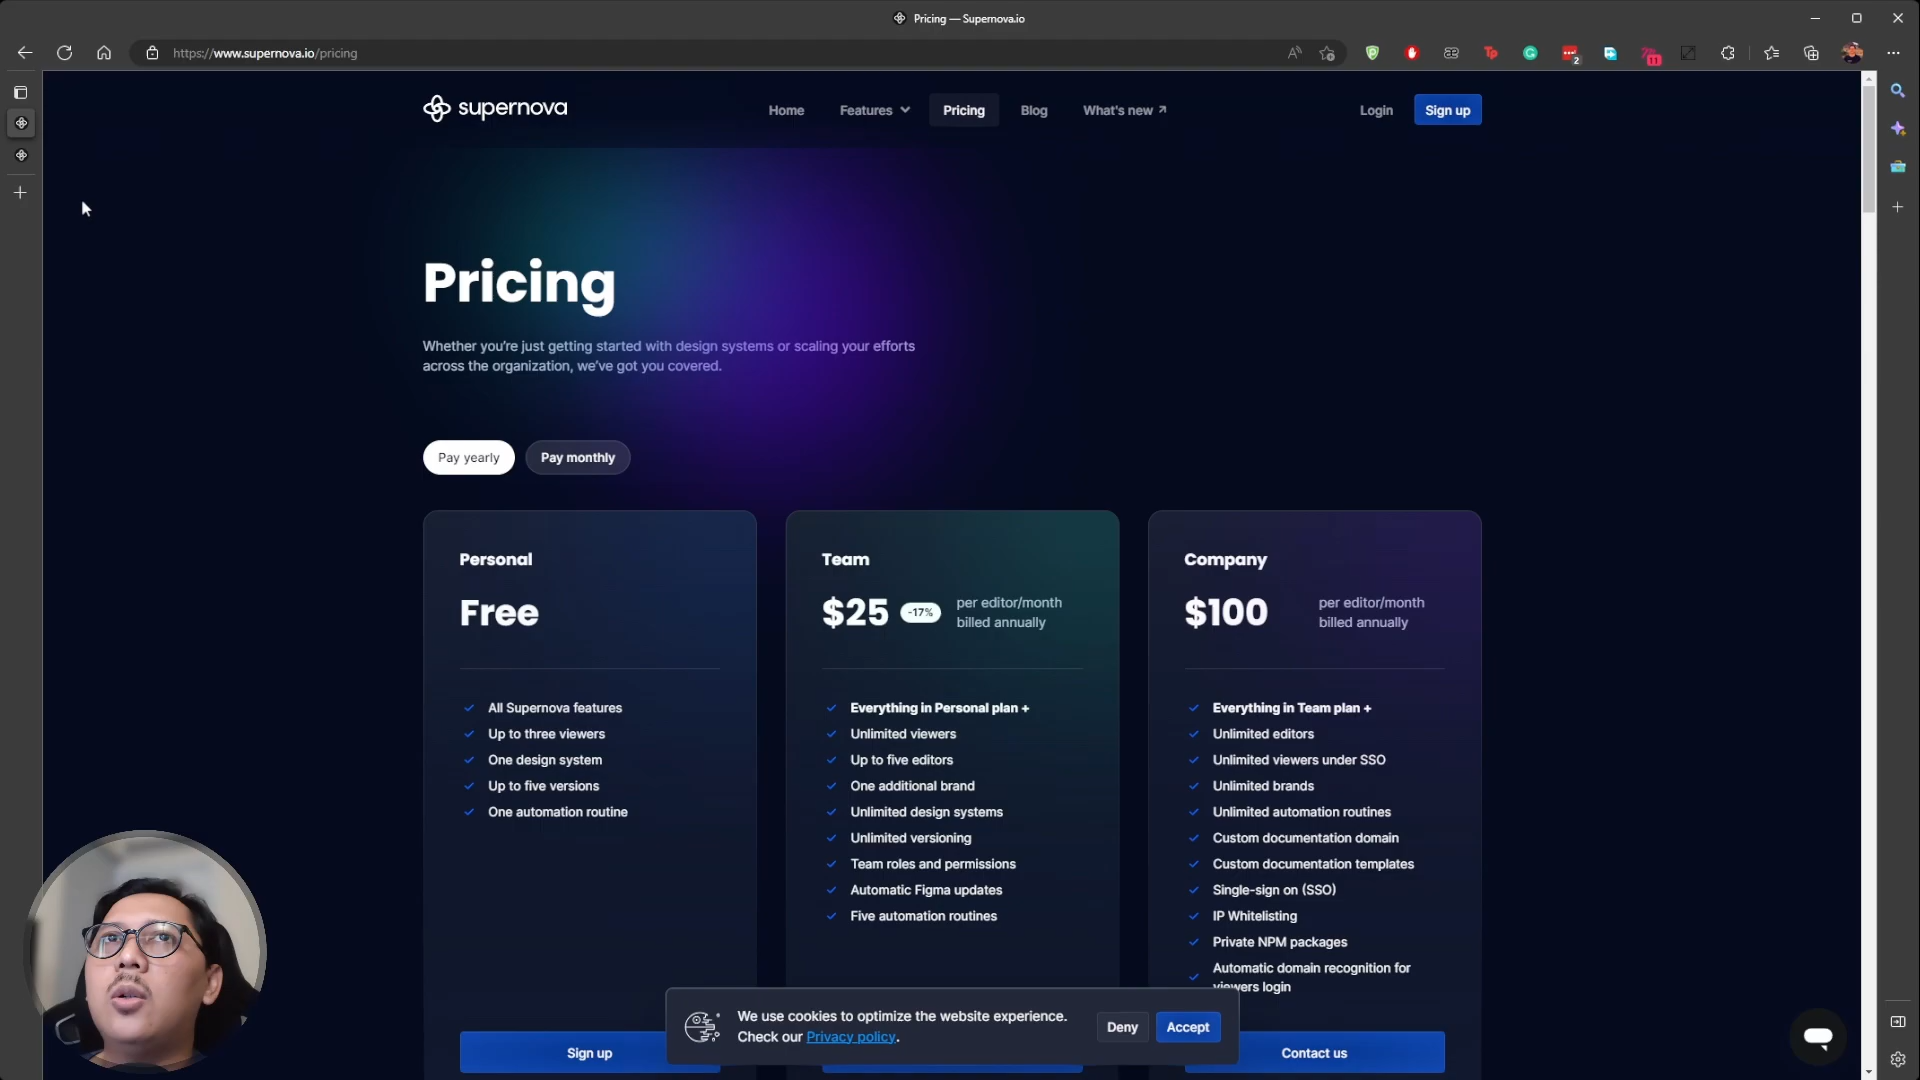 Pricing — Supernova.io
https://www.supernova.io/pricing
2
11
supernova
Home
Features
Pricing
Blog
What's new ↗
Login
Sign up
Pricing
Whether you're just getting started with design systems or scaling your efforts
across the organization, we've got you covered.
Pay yearly
Pay monthly
Personal
Free
All Supernova features
Up to three viewers
One design system
Up to five versions
One automation routine
Sign up
Team
$25
-17%
per editor/month
billed annually
Everything in Personal plan +
Unlimited viewers
Up to five editors
One additional brand
Unlimited design systems
Unlimited versioning
Team roles and permissions
Automatic Figma updates
Five automation routines
Company
$100
per editor/month
billed annually
Everything in Team plan +
Unlimited editors
Unlimited viewers under SSO
Unlimited brands
Unlimited automation routines
Custom documentation domain
Custom documentation templates
Single-sign on (SSO)
IP Whitelisting
Private NPM packages
Automatic domain recognition for
viewers login
Contact us
We use cookies to optimize the website experience.
Check our Privacy policy.
Deny
Accept